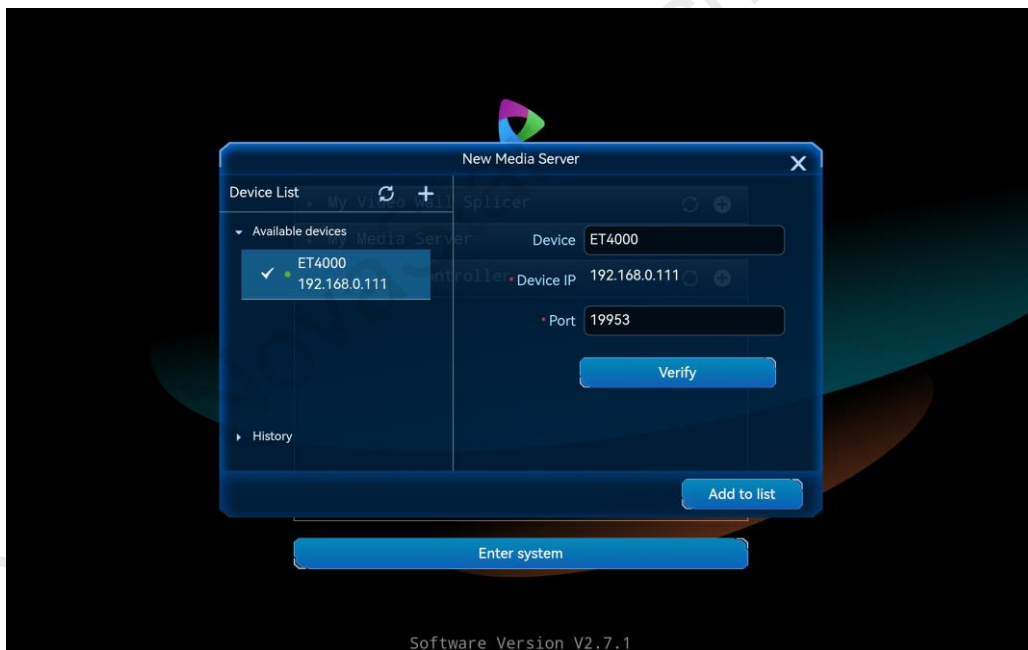 New Media Server
Device List
My Video Wall Splicer
Available devices
My Media Server
Device ET4000
ET4000
192.168.0.111
* Device IP 192.168.0.111
* Port 19953
Verify
History
Add to list
Enter system
Software Version V2.7.1